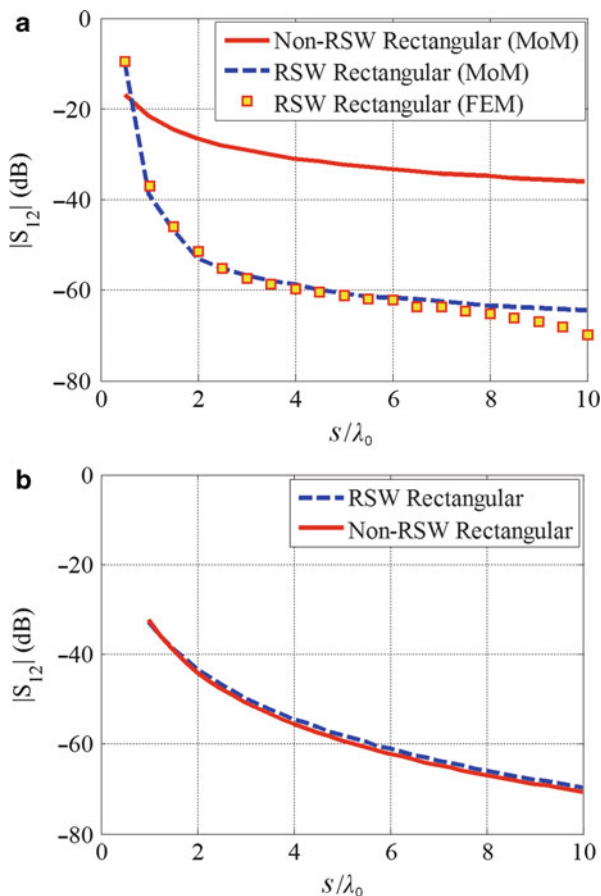 a
0
–20
–40
–60
–80
|S12| (dB)
Non-RSW Rectangular (MoM)
RSW Rectangular (MoM)
RSW Rectangular (FEM)
0 2 4 6 8 10
s/λ0
b
0
–20
–40
–60
–80
|S12| (dB)
RSW Rectangular
Non-RSW Rectangular
0 2 4 6 8 10
s/λ0